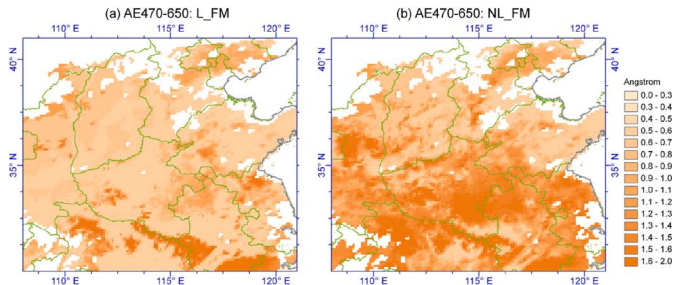 (a) AE470-650: L_FM
(b) AE470-650: NL_FM
110° E 115° E 120° E
110° E 115° E 120° E
40° N
35° N
40° N
35° N
110° E 115° E 120° E
110° E 115° E 120° E
Angstrom
0.0 - 0.3
0.3 - 0.4
0.4 - 0.5
0.5 - 0.6
0.6 - 0.7
0.7 - 0.8
0.8 - 0.9
0.9 - 1.0
1.0 - 1.1
1.1 - 1.2
1.2 - 1.3
1.3 - 1.4
1.4 - 1.5
1.5 - 1.6
1.6 - 2.0